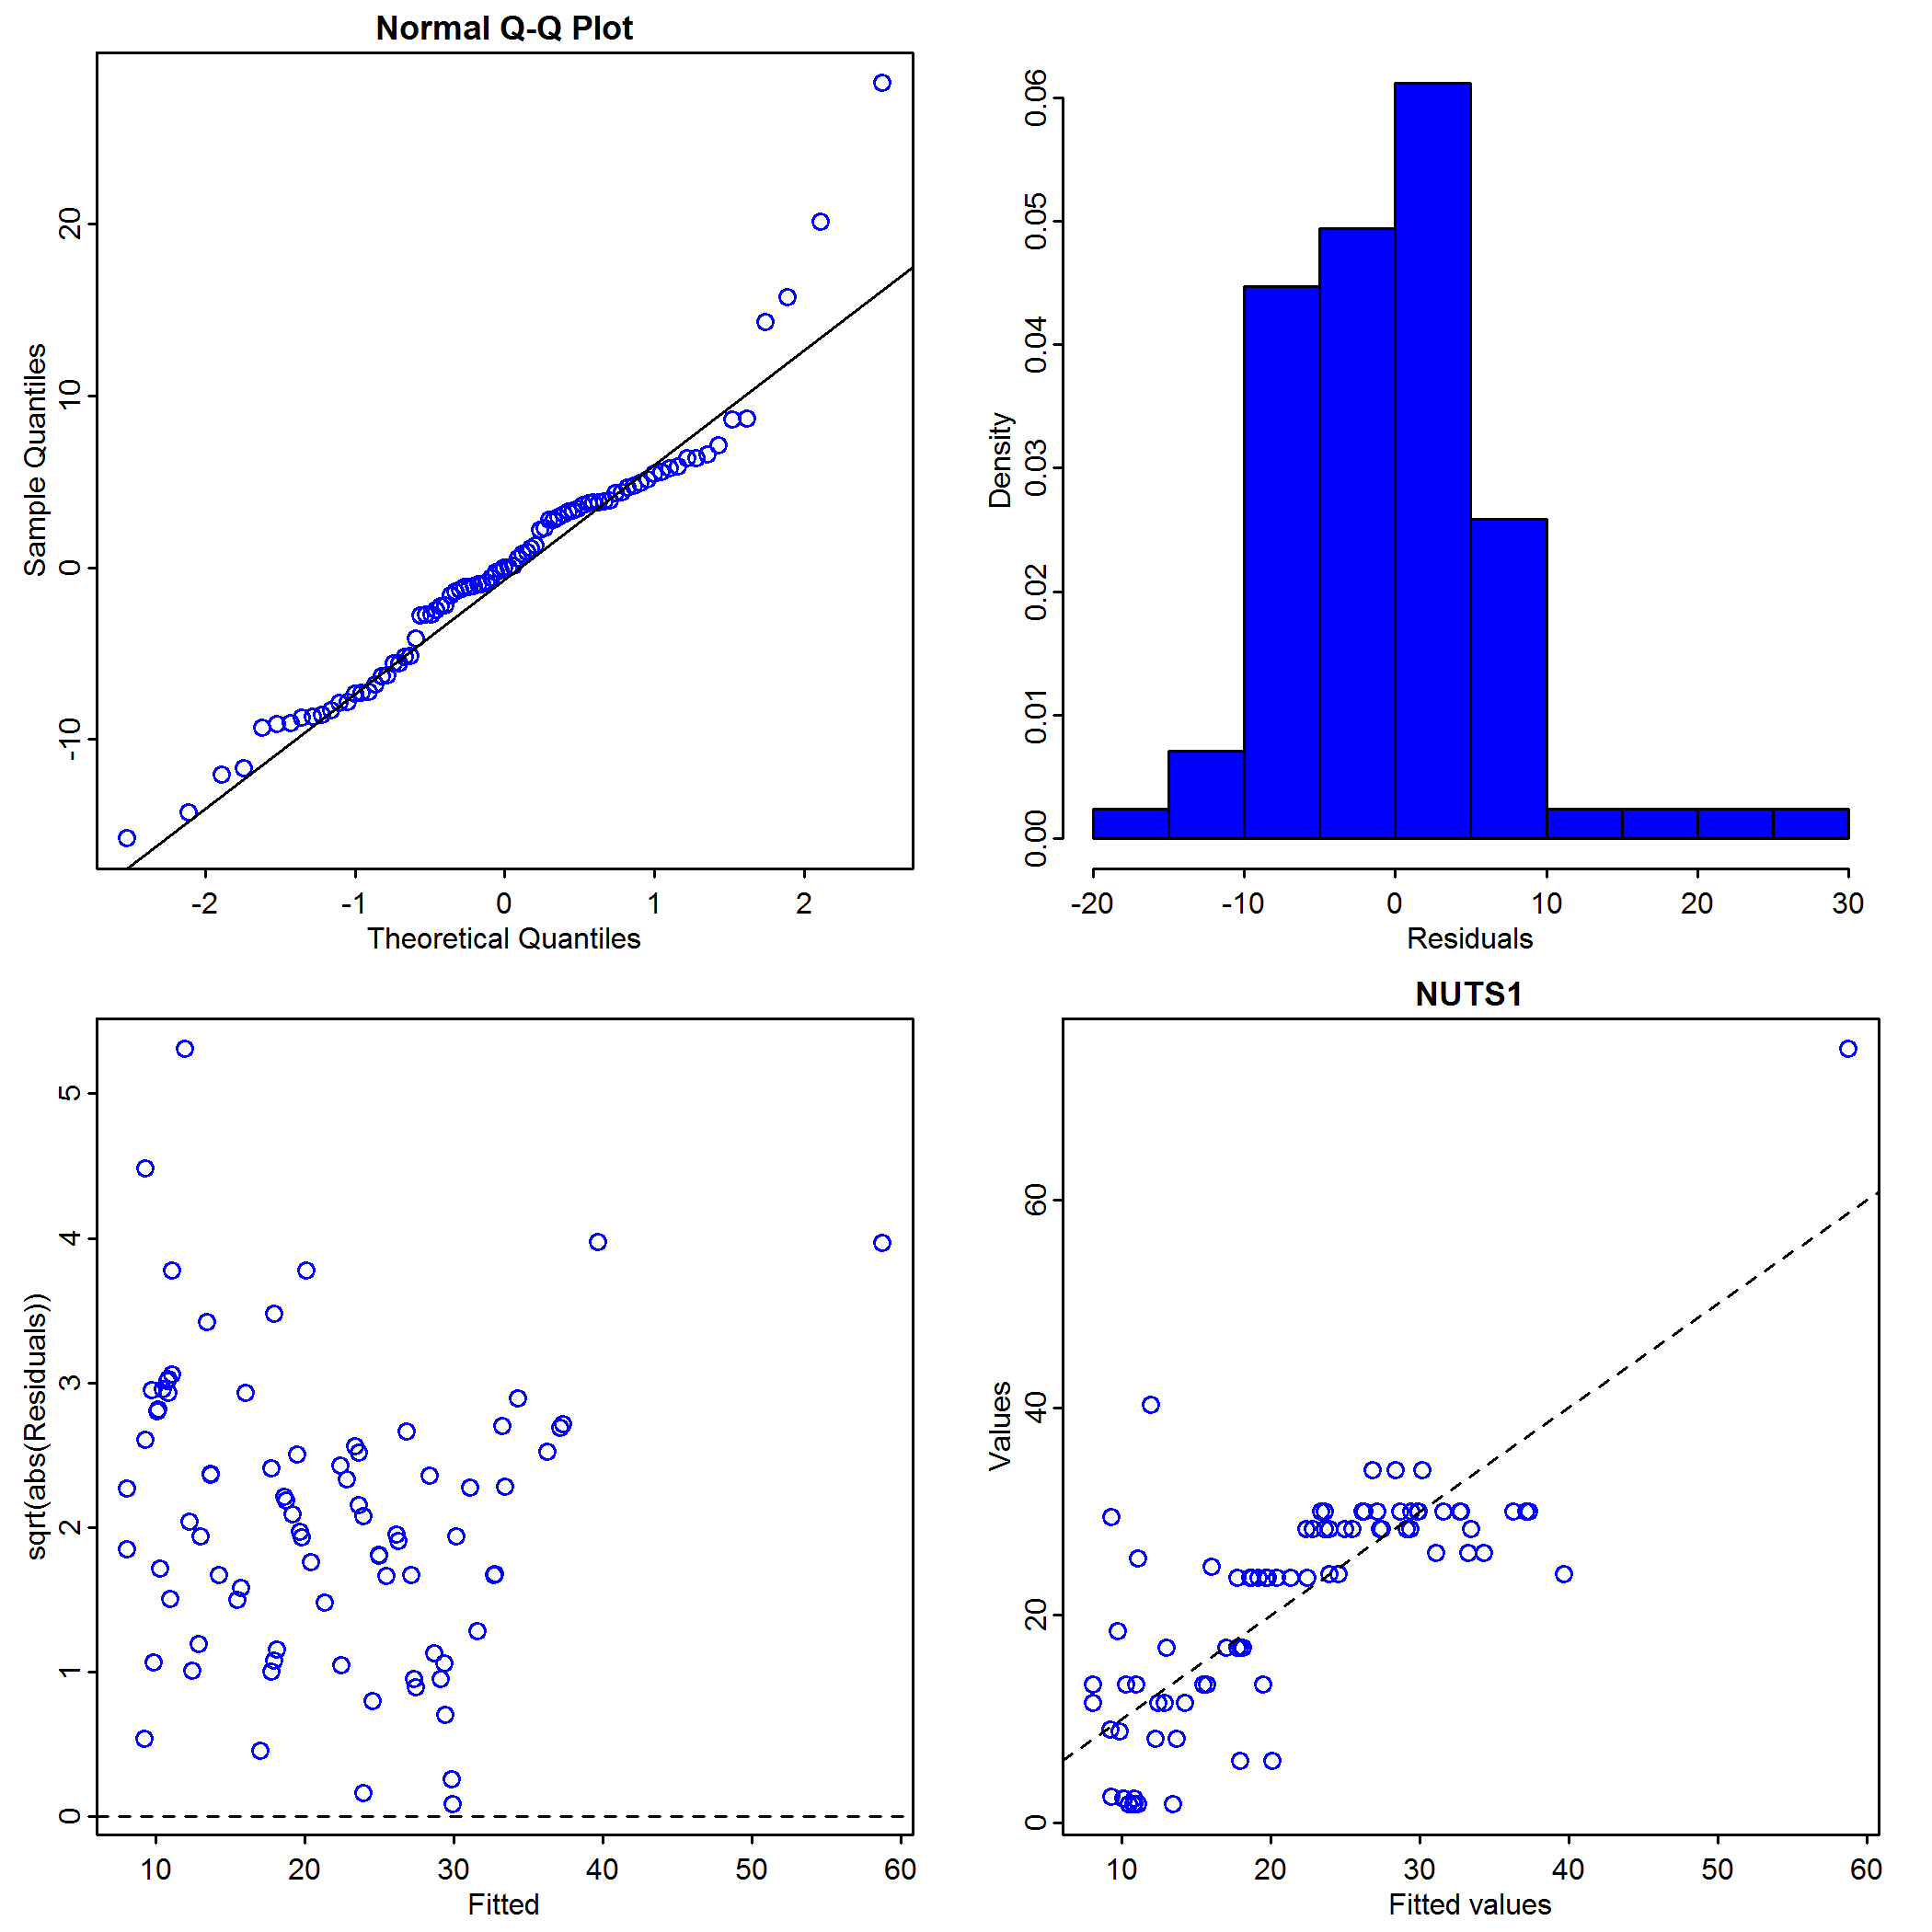 Normal Q-Q Plot
Sample Quantiles
20
10
0
-10
-2 -1 0 1 2
Theoretical Quantiles
Density
0.06
0.05
0.04
0.03
0.02
0.01
0.00
-20 -10 0 10 20 30
Residuals
sqrt(abs(Residuals))
5
4
3
2
1
0
10 20 30 40 50 60
Fitted
NUTS1
Values
60
40
20
0
10 20 30 40 50 60
Fitted values